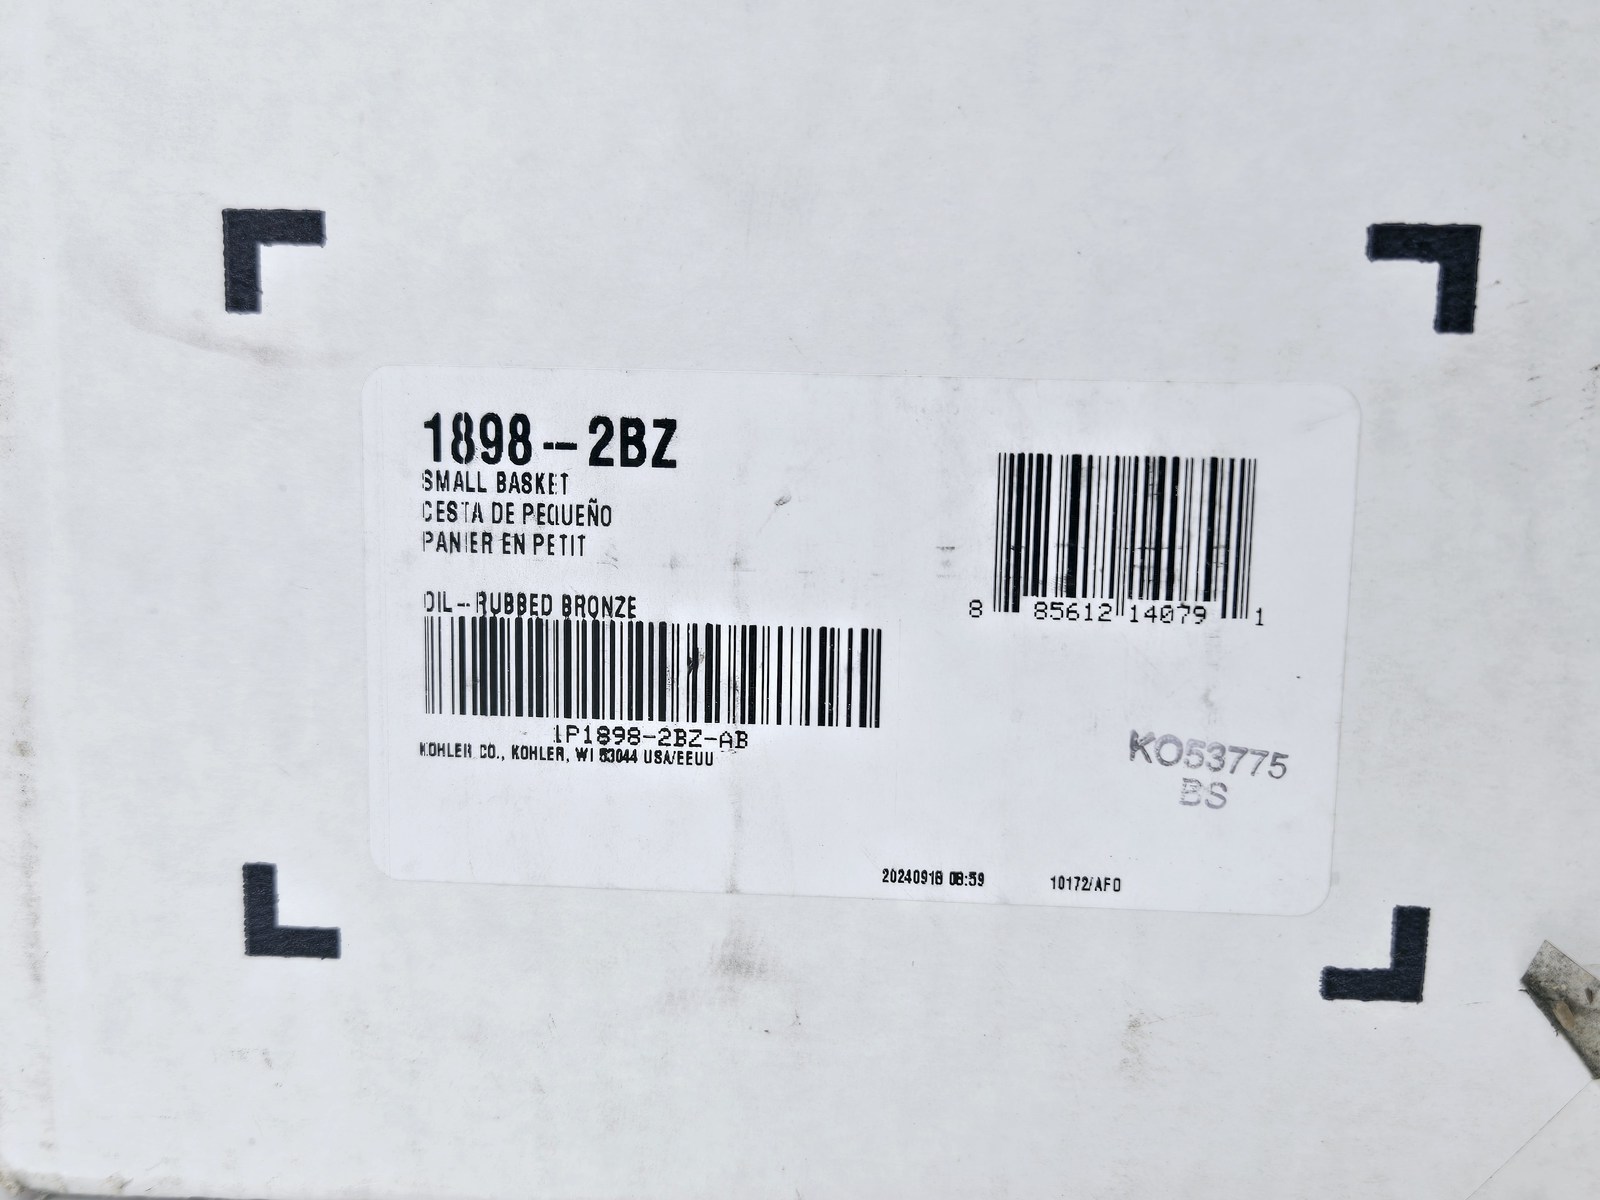 1898-2BZ
SMALL BASKET
CESTA DE PEQUEÑO
PANIER EN PETIT
OIL-RUBBED BRONZE
1P1898-2BZ-AB
KOHLER CO., KOHLER, WI 53044 USA/EEUU
8 85612 14079 1
KO53775
BS
20240918 08:59 10172/AFO